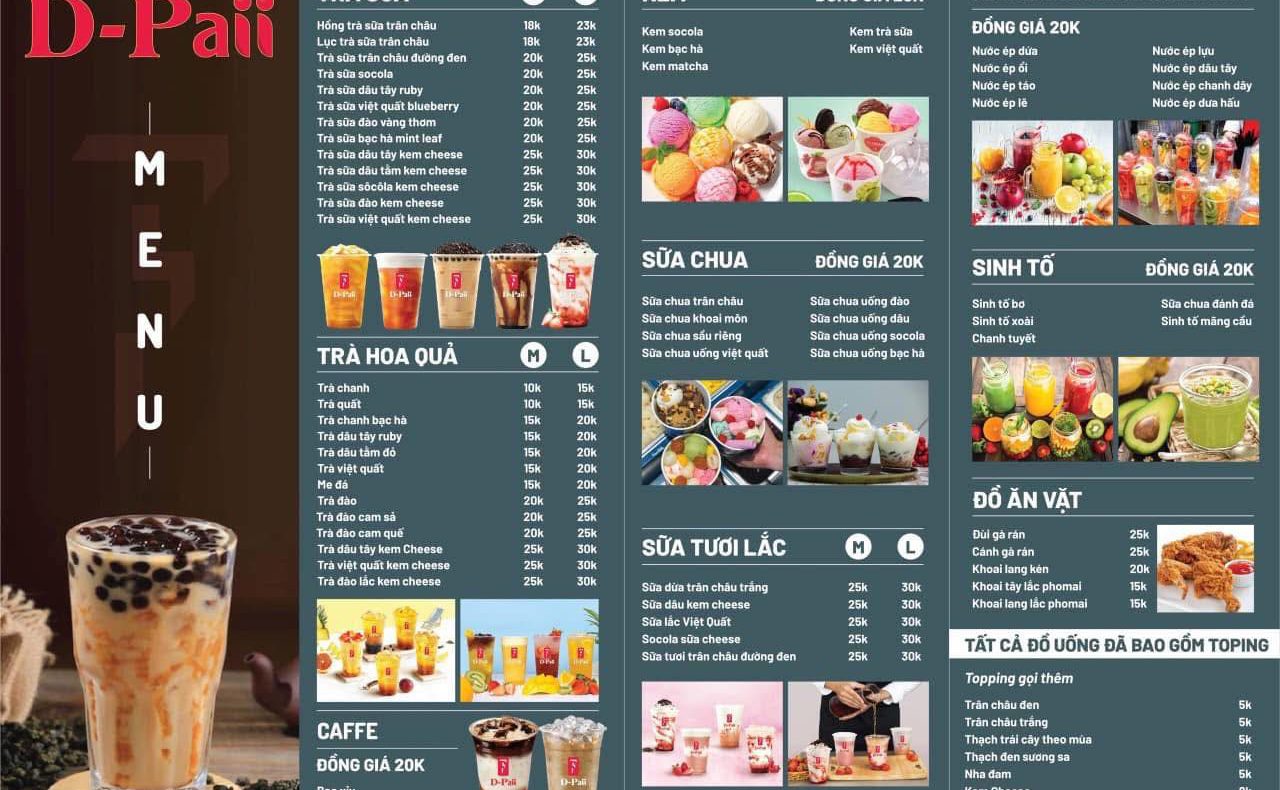 D-Paii
MENU
TRÀ SỮA M L
Hồng trà sữa trân châu 18k 23k
Lục trà sữa trân châu 18k 23k
Trà sữa trân châu đường đen 20k 25k
Trà sữa socola 20k 25k
Trà sữa dâu tây ruby 20k 25k
Trà sữa việt quất blueberry 20k 25k
Trà sữa đào vàng thơm 20k 25k
Trà sữa bạc hà mint leaf 20k 25k
Trà sữa dâu tây kem cheese 25k 30k
Trà sữa dâu tằm kem cheese 25k 30k
Trà sữa sôcôla kem cheese 25k 30k
Trà sữa đào kem cheese 25k 30k
Trà sữa việt quất kem cheese 25k 30k
D-Paii
D-Paii
D-Paii
D-Paii
D-Paii
TRÀ HOA QUẢ M L
Trà chanh 10k 15k
Trà quất 10k 15k
Trà chanh bạc hà 15k 20k
Trà dâu tây ruby 15k 20k
Trà dâu tằm đỏ 15k 20k
Trà việt quất 15k 20k
Me đá 15k 20k
Trà đào 20k 25k
Trà đào cam sả 20k 25k
Trà đào cam quế 20k 25k
Trà dâu tây kem Cheese 25k 30k
Trà việt quất kem cheese 25k 30k
Trà đào lắc kem cheese 25k 30k
CAFFE
ĐỒNG GIÁ 20K
D-Paii
D-Paii
KEM ĐỒNG GIÁ 20K
Kem socola Kem trà sữa
Kem bạc hà Kem việt quất
Kem matcha
SỮA CHUA ĐỒNG GIÁ 20K
Sữa chua trân châu Sữa chua uống đào
Sữa chua khoai môn Sữa chua uống dâu
Sữa chua sầu riêng Sữa chua uống socola
Sữa chua uống việt quất Sữa chua uống bạc hà
SỮA TƯƠI LẮC M L
Sữa dừa trân châu trắng 25k 30k
Sữa dâu kem cheese 25k 30k
Sữa lắc Việt Quất 25k 30k
Socola sữa cheese 25k 30k
Sữa tươi trân châu đường đen 25k 30k
ĐỒNG GIÁ 20K
Nước ép dứa Nước ép lựu
Nước ép ổi Nước ép dâu tây
Nước ép táo Nước ép chanh dây
Nước ép lê Nước ép dưa hấu
SINH TỐ ĐỒNG GIÁ 20K
Sinh tố bơ Sữa chua đánh đá
Sinh tố xoài Sinh tố mãng cầu
Chanh tuyết
ĐỒ ĂN VẶT
Đùi gà rán 25k
Cánh gà rán 25k
Khoai lang kén 20k
Khoai tây lắc phomai 15k
Khoai lang lắc phomai 15k
TẤT CẢ ĐỒ UỐNG ĐÃ BAO GỒM TOPING
Topping gọi thêm
Trân châu đen 5k
Trân châu trắng 5k
Thạch trái cây theo mùa 5k
Thạch đen sương sa 5k
Nha đam 5k
Kem Cheese